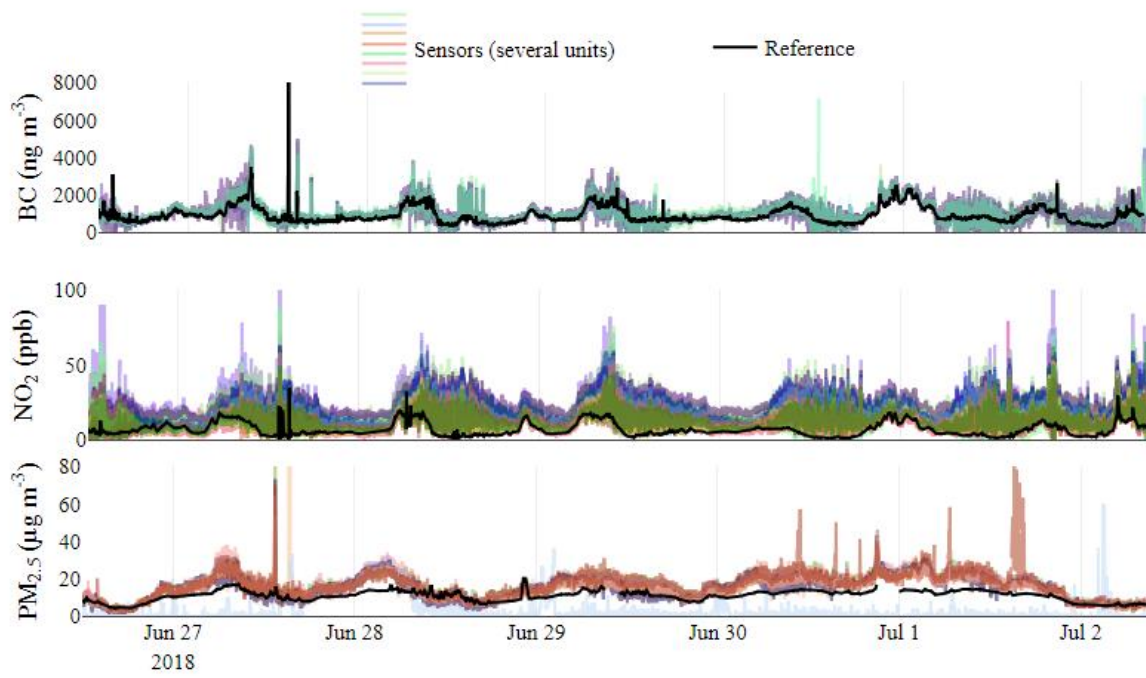 Sensors (several units)
Reference
BC (ng m⁻³)
8000
6000
4000
2000
0
NO₂ (ppb)
100
50
0
PM₂.₅ (μg m⁻³)
80
60
40
20
0
Jun 27
2018
Jun 28
Jun 29
Jun 30
Jul 1
Jul 2